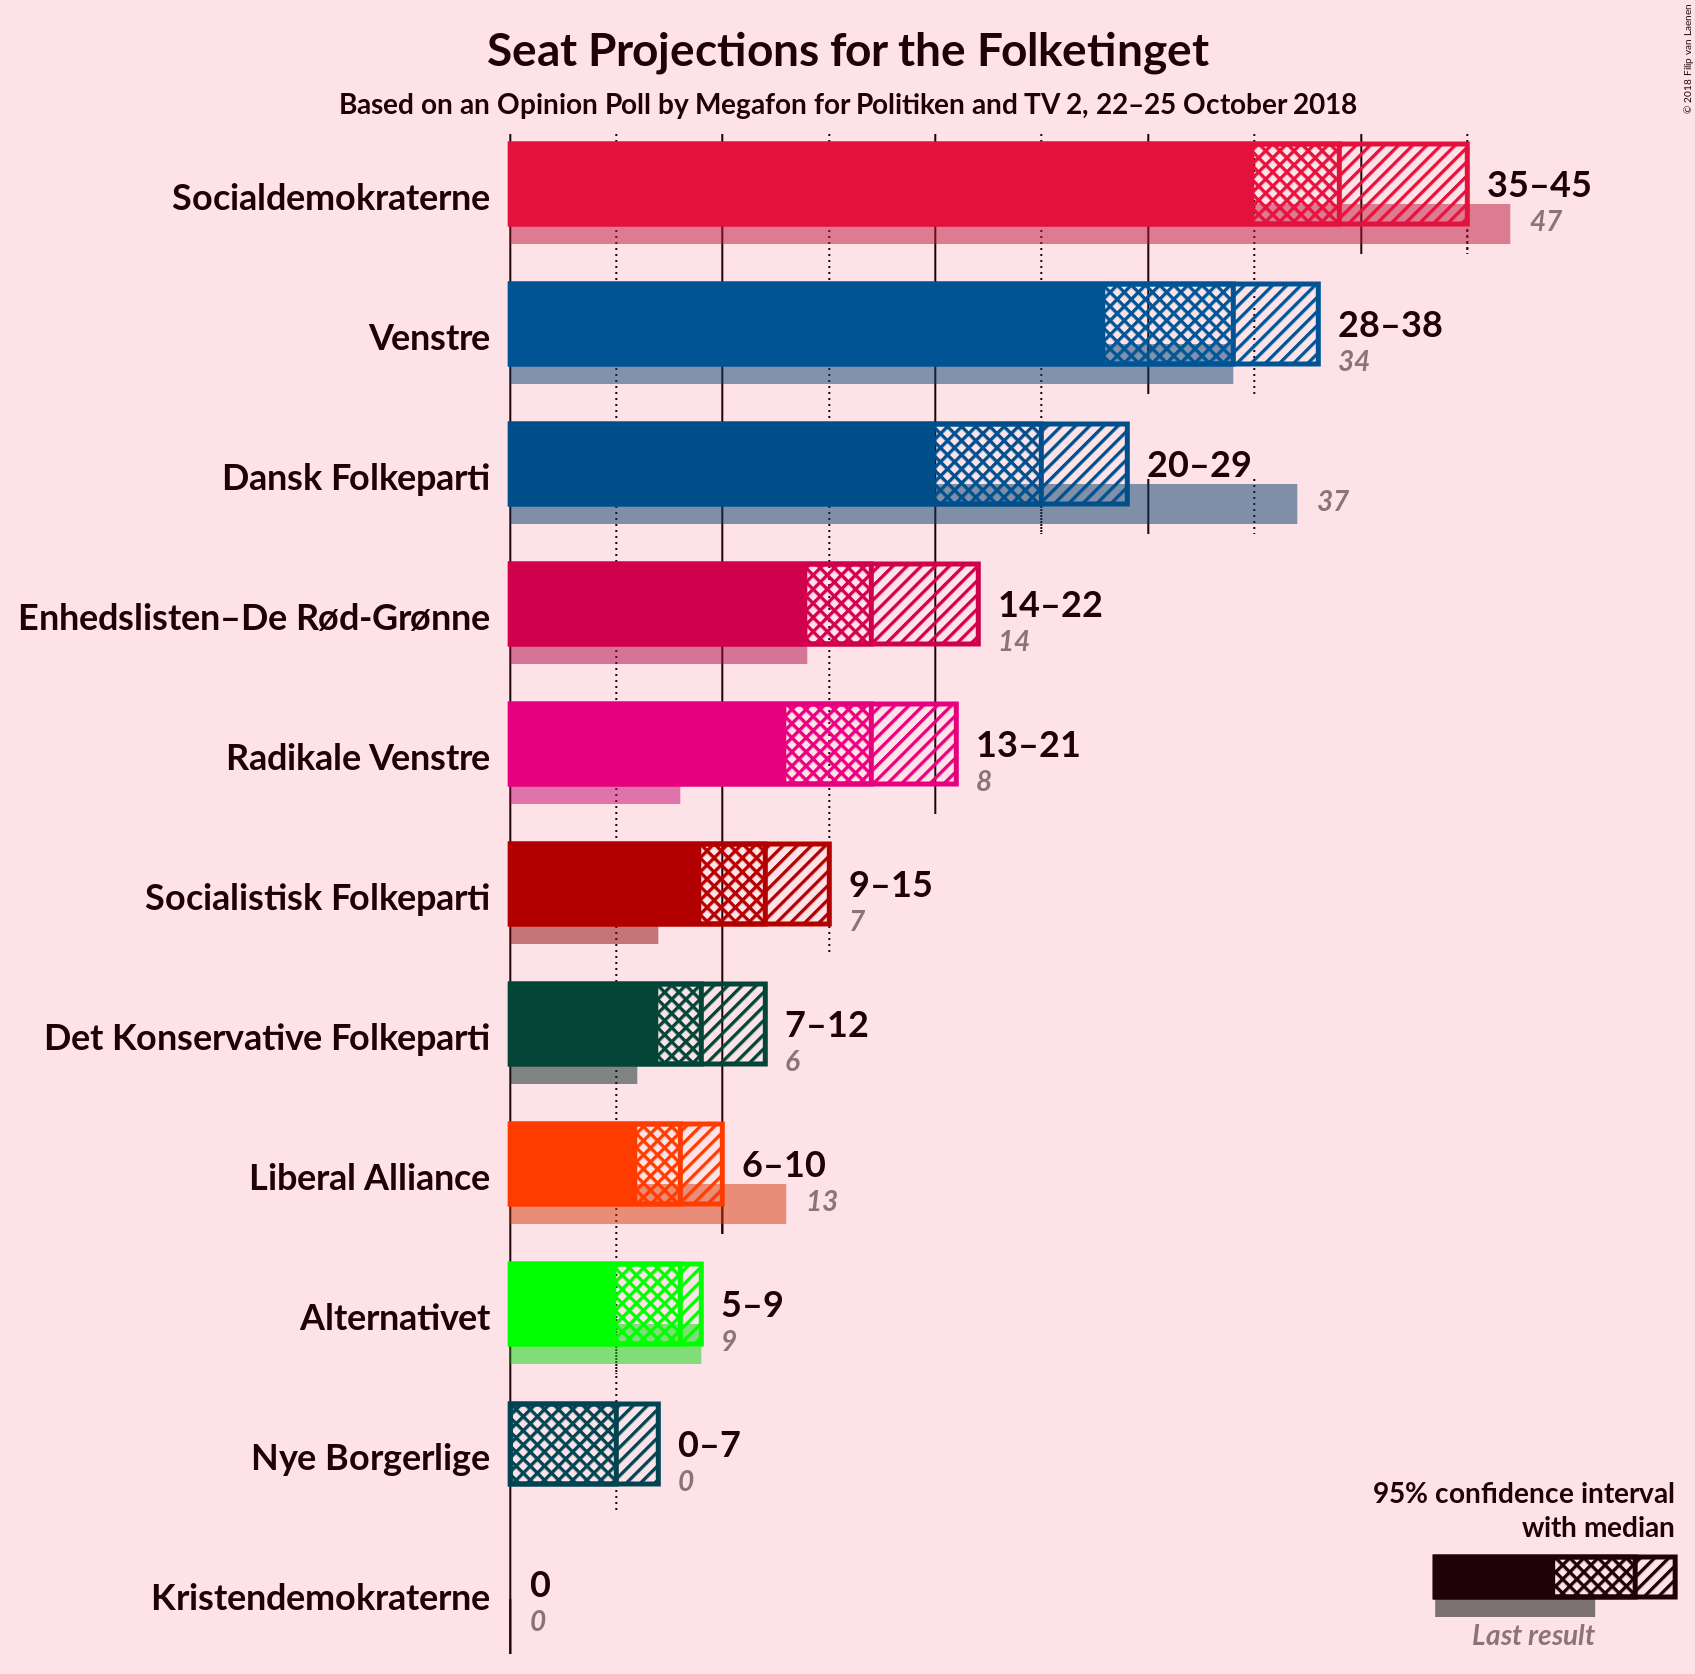 Seat Projections for the Folketinget
Based on an Opinion Poll by Megafon for Politiken and TV 2, 22–25 October 2018
© 2018 Filip van Laenen
Socialdemokraterne
35–45
47
Venstre
28–38
34
Dansk Folkeparti
20–29
37
Enhedslisten–De Rød-Grønne
14–22
14
Radikale Venstre
13–21
8
Socialistisk Folkeparti
9–15
7
Det Konservative Folkeparti
7–12
6
Liberal Alliance
6–10
13
Alternativet
5–9
9
Nye Borgerlige
0–7
0
Kristendemokraterne
0
0
95% confidence interval
with median
Last result